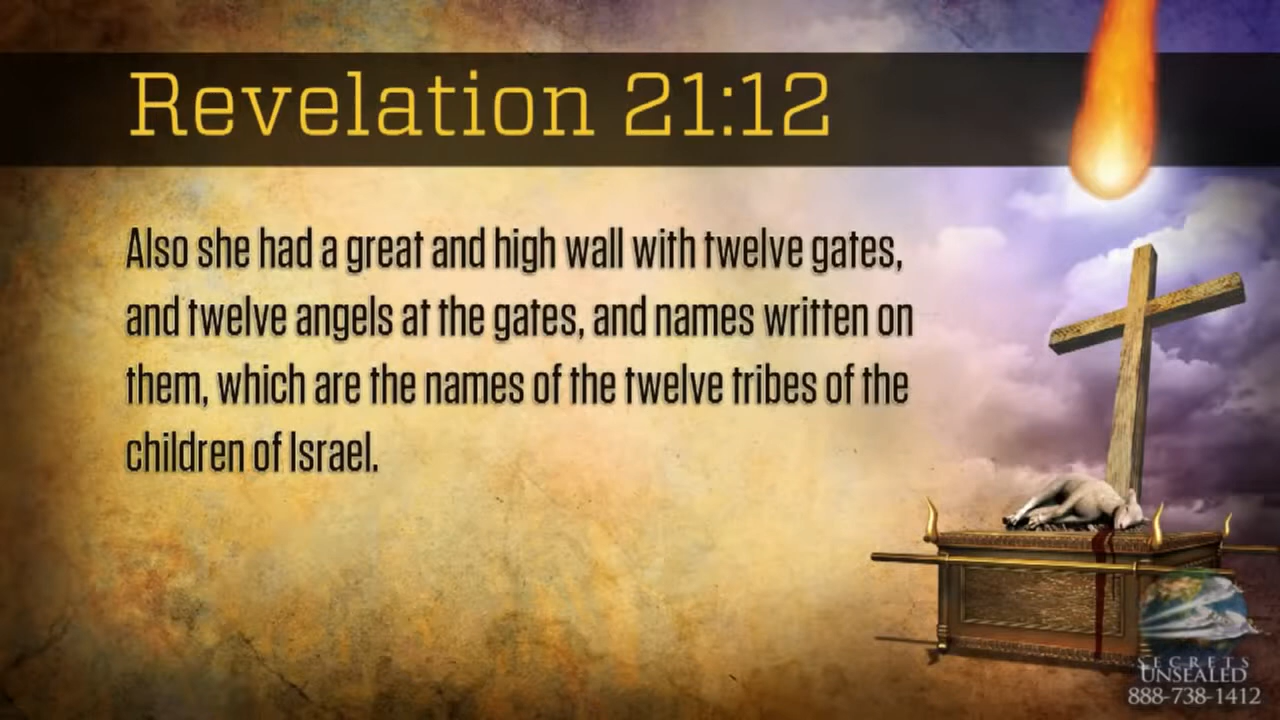 Revelation 21:12
Also she had a great and high wall with twelve gates,
and twelve angels at the gates, and names written on
them, which are the names of the twelve tribes of the
children of Israel.
SECRETS
UNSEALED
888-738-1412